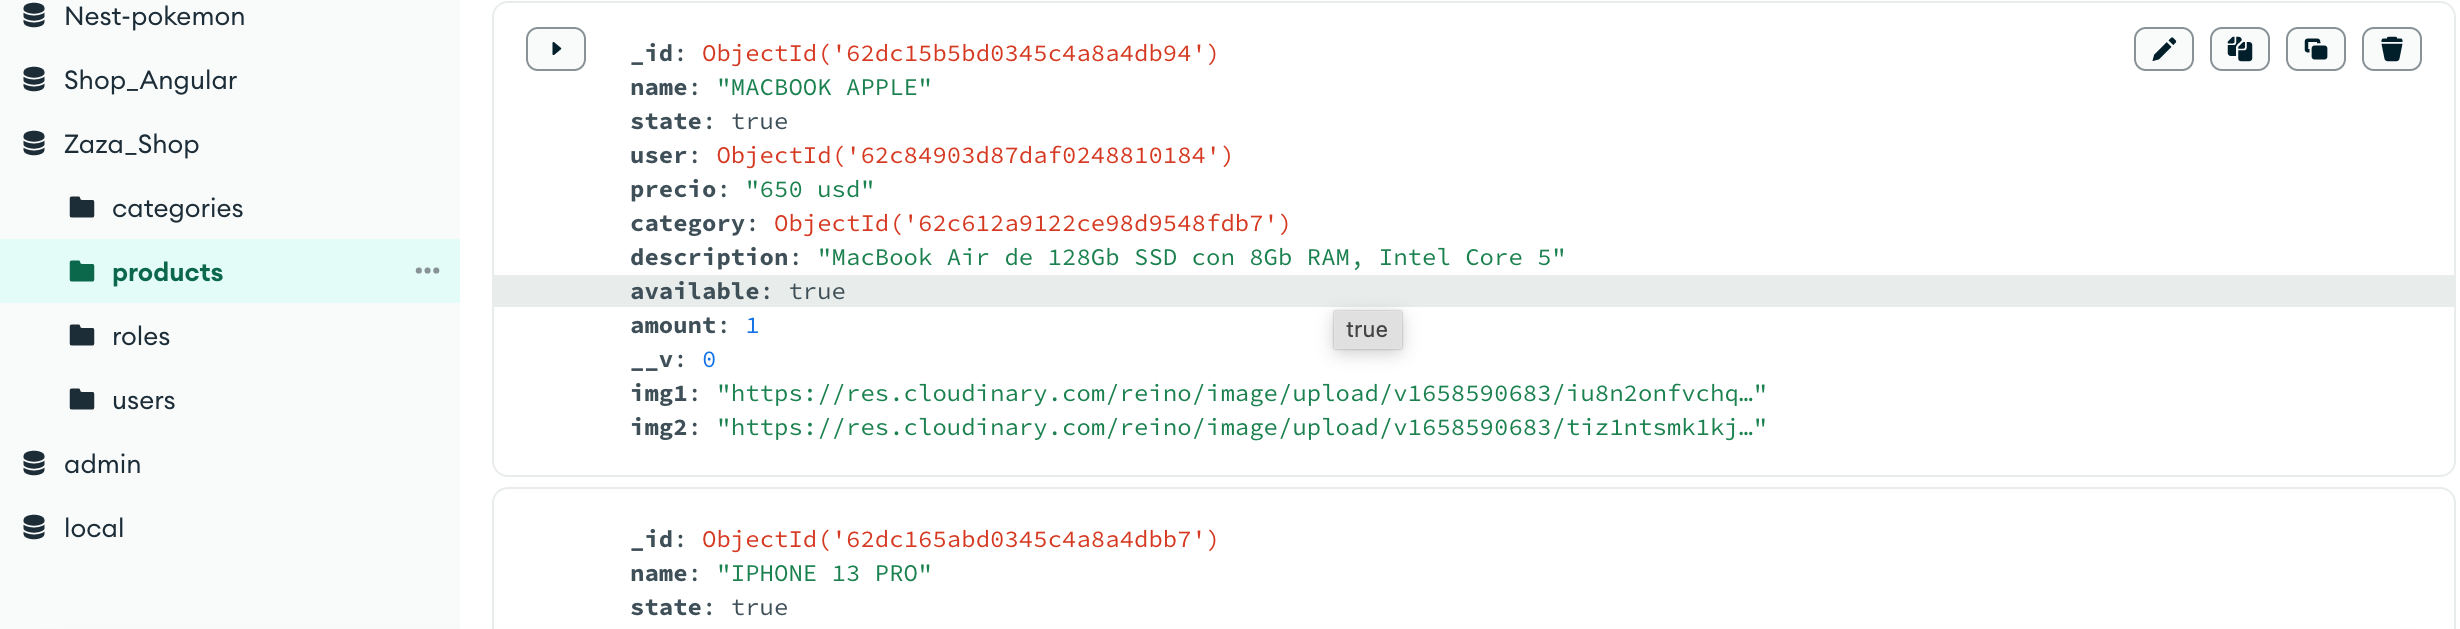 Nest-pokemon
Shop_Angular
Zaza_Shop
categories
products
roles
users
admin
local
_id: ObjectId('62dc15b5bd0345c4a8a4db94')
name: "MACBOOK APPLE"
state: true
user: ObjectId('62c84903d87daf0248810184')
precio: "650 usd"
category: ObjectId('62c612a9122ce98d9548fdb7')
description: "MacBook Air de 128Gb SSD con 8Gb RAM, Intel Core 5"
available: true
amount: 1
true
__v: 0
img1: "https://res.cloudinary.com/reino/image/upload/v1658590683/iu8n2onfvchq…"
img2: "https://res.cloudinary.com/reino/image/upload/v1658590683/tiz1ntsmk1kj…"
_id: ObjectId('62dc165abd0345c4a8a4dbb7')
name: "IPHONE 13 PRO"
state: true